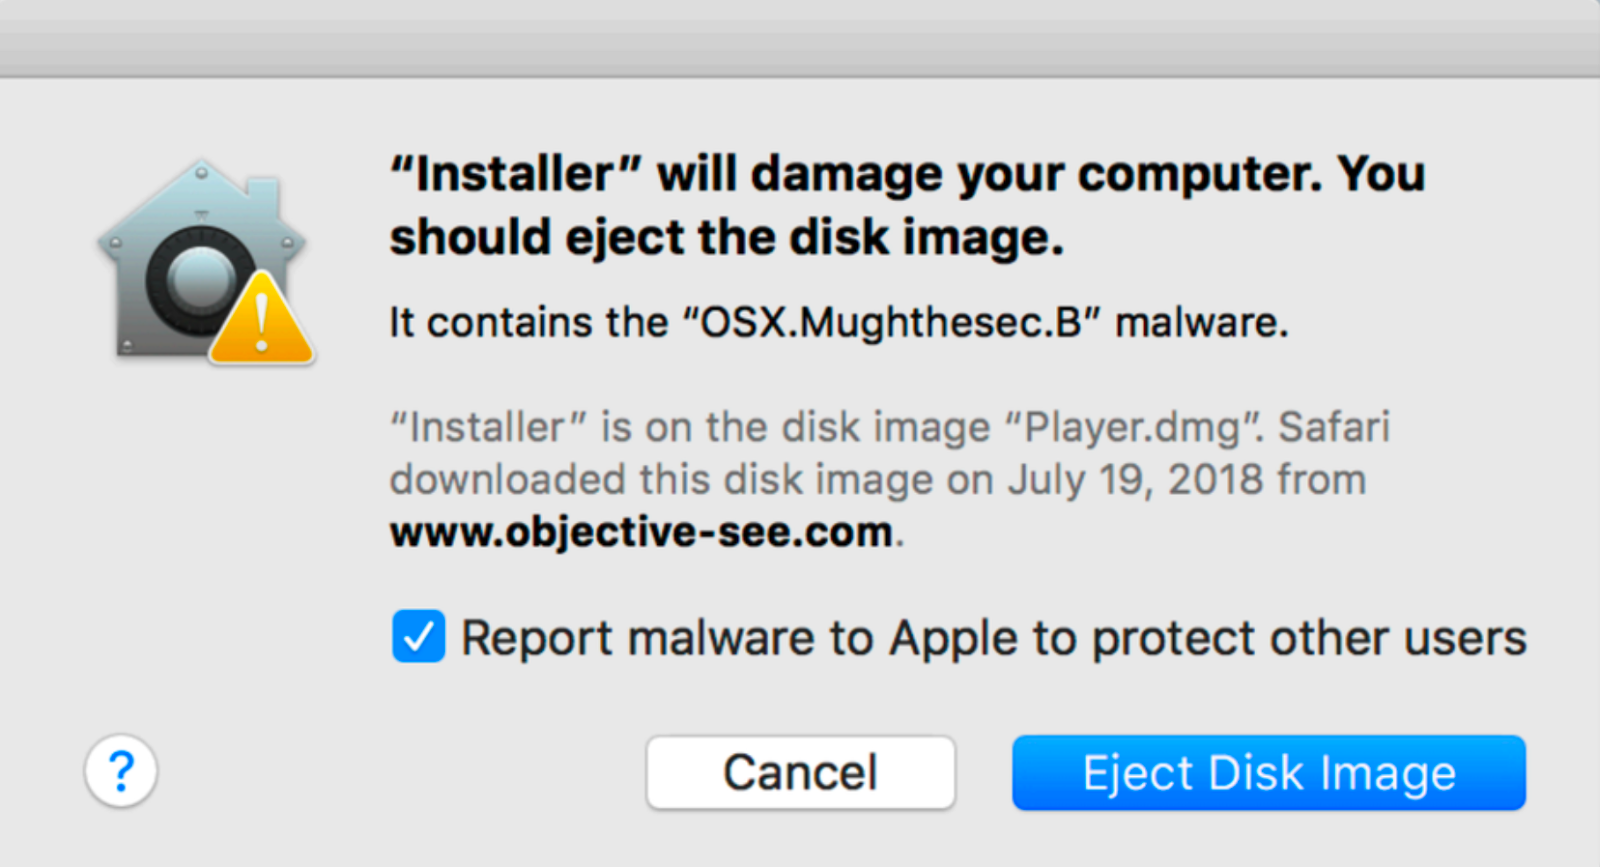 “Installer” will damage your computer. You
should eject the disk image.
It contains the “OSX.Mughthesec.B” malware.
“Installer” is on the disk image “Player.dmg”. Safari
downloaded this disk image on July 19, 2018 from
www.objective-see.com.
Report malware to Apple to protect other users
?
Cancel
Eject Disk Image